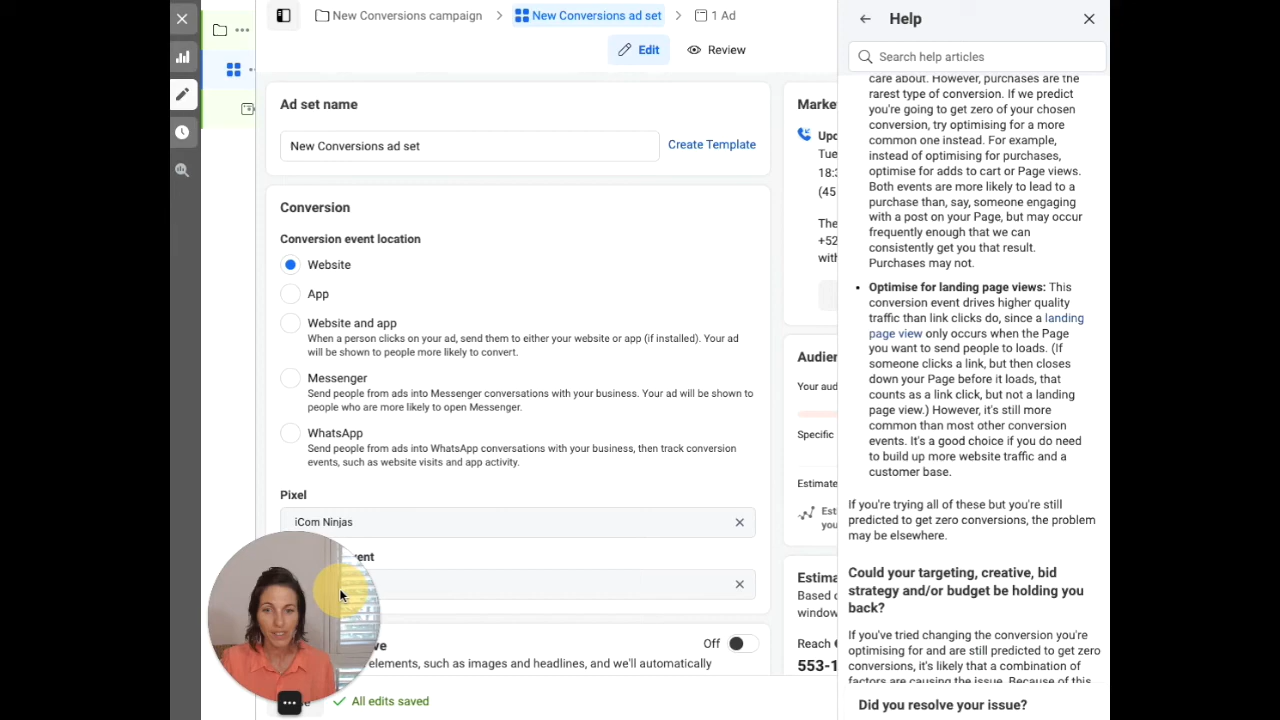 New Conversions campaign
New Conversions ad set
1 Ad
Edit
Review
Ad set name
New Conversions ad set
Create Template
Conversion
Conversion event location
Website
App
Website and app
When a person clicks on your ad, send them to either your website or app (if installed). Your ad
will be shown to people more likely to convert.
Messenger
Send people from ads into Messenger conversations with your business. Your ad will be shown to
people who are more likely to open Messenger.
WhatsApp
Send people from ads into WhatsApp conversations with your business, then track conversion
events, such as website visits and app activity.
Pixel
iCom Ninjas
Off
elements, such as images and headlines, and we'll automatically
All edits saved
Tue
18:3
(45
The
+52
with
Your
Specific
Based
Reach
553-1
Help
Search help articles
care about. However, purchases are the
rarest type of conversion. If we predict
you're going to get zero of your chosen
conversion, try optimising for a more
common one instead. For example,
instead of optimising for purchases,
optimise for adds to cart or Page views.
Both events are more likely to lead to a
purchase than, say, someone engaging
with a post on your Page, but may occur
frequently enough that we can
consistently get you that result.
Purchases may not.
• Optimise for landing page views: This
conversion event drives higher quality
traffic than link clicks do, since a landing
page view only occurs when the Page
you want to send people to loads. (If
someone clicks a link, but then closes
down your Page before it loads, that
counts as a link click, but not a landing
page view.) However, it's still more
common than most other conversion
events. It's a good choice if you do need
to build up more website traffic and a
customer base.
If you're trying all of these but you're still
predicted to get zero conversions, the problem
may be elsewhere.
Could your targeting, creative, bid
strategy and/or budget be holding you
back?
If you've tried changing the conversion you're
optimising for and are still predicted to get zero
conversions, it's likely that a combination of
factors are causing the issue. Because of this,
Did you resolve your issue?